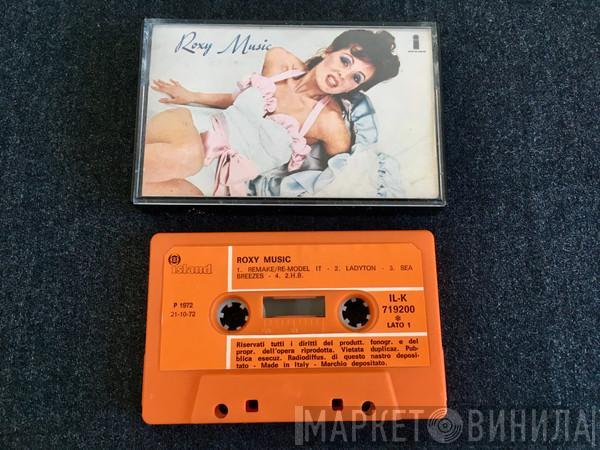 Roxy Music
i
island
ROXY MUSIC
1. REMAKE/RE-MODEL IT - 2. LADYTON - 3. SEA
BREEZES - 4. 2.H.B.
P 1972
21-10-72
IL-K
719200
LATO 1
Riservati tutti i diritti dei produtt. fonogr. e del
propr. dell'opera riprodotta. Vietata duplicaz. Pub-
blica esecuz. Radiodiffus. di questo nastro deposi-
tato - Made in Italy - Marchio depositato.
МАРКЕТ ВИНИЛА